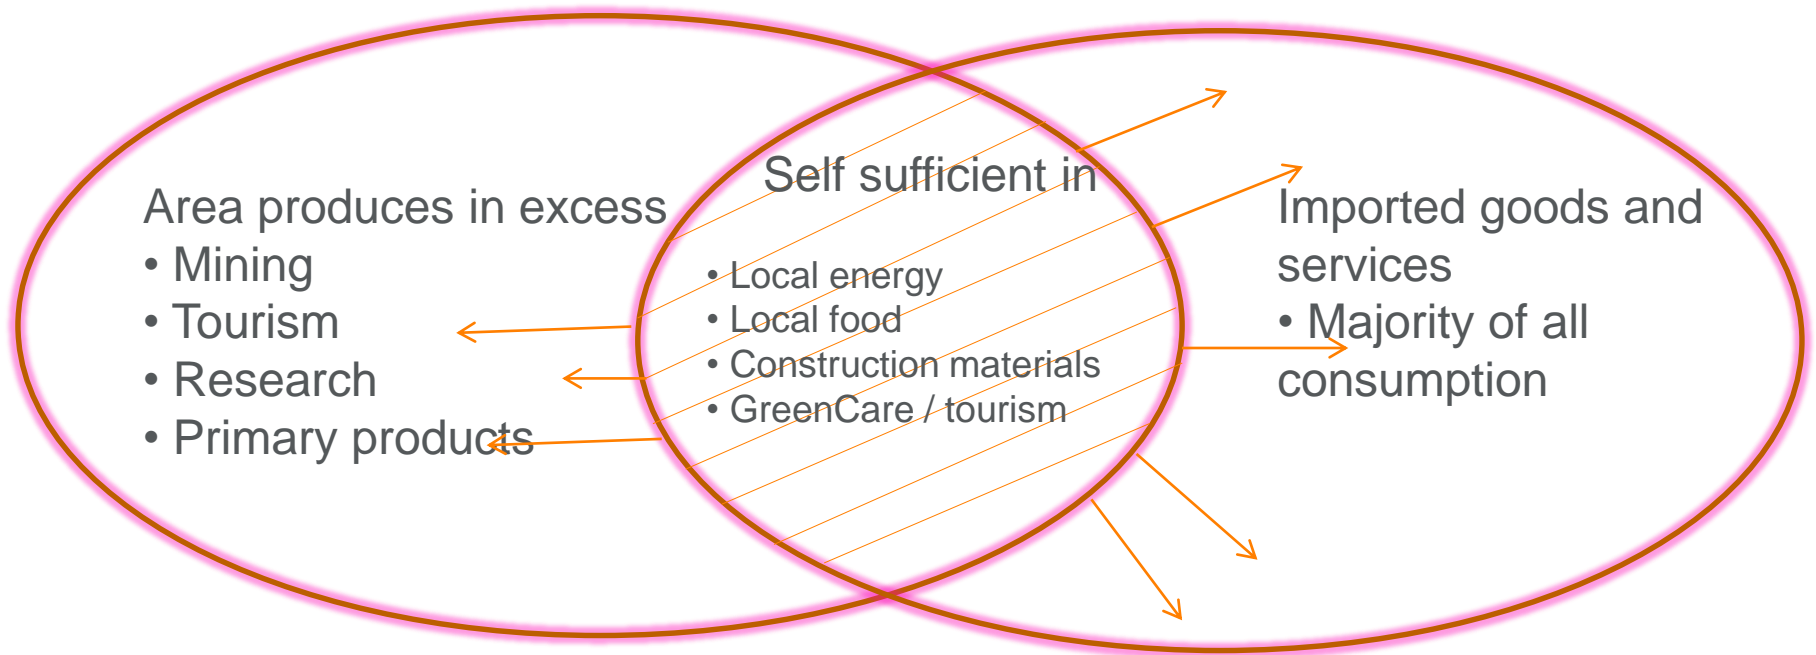 Area produces in excess
• Mining
• Tourism
• Research
• Primary products
Self sufficient in
• Local energy
• Local food
• Construction materials
• GreenCare / tourism
Imported goods and
services
• Majority of all
consumption